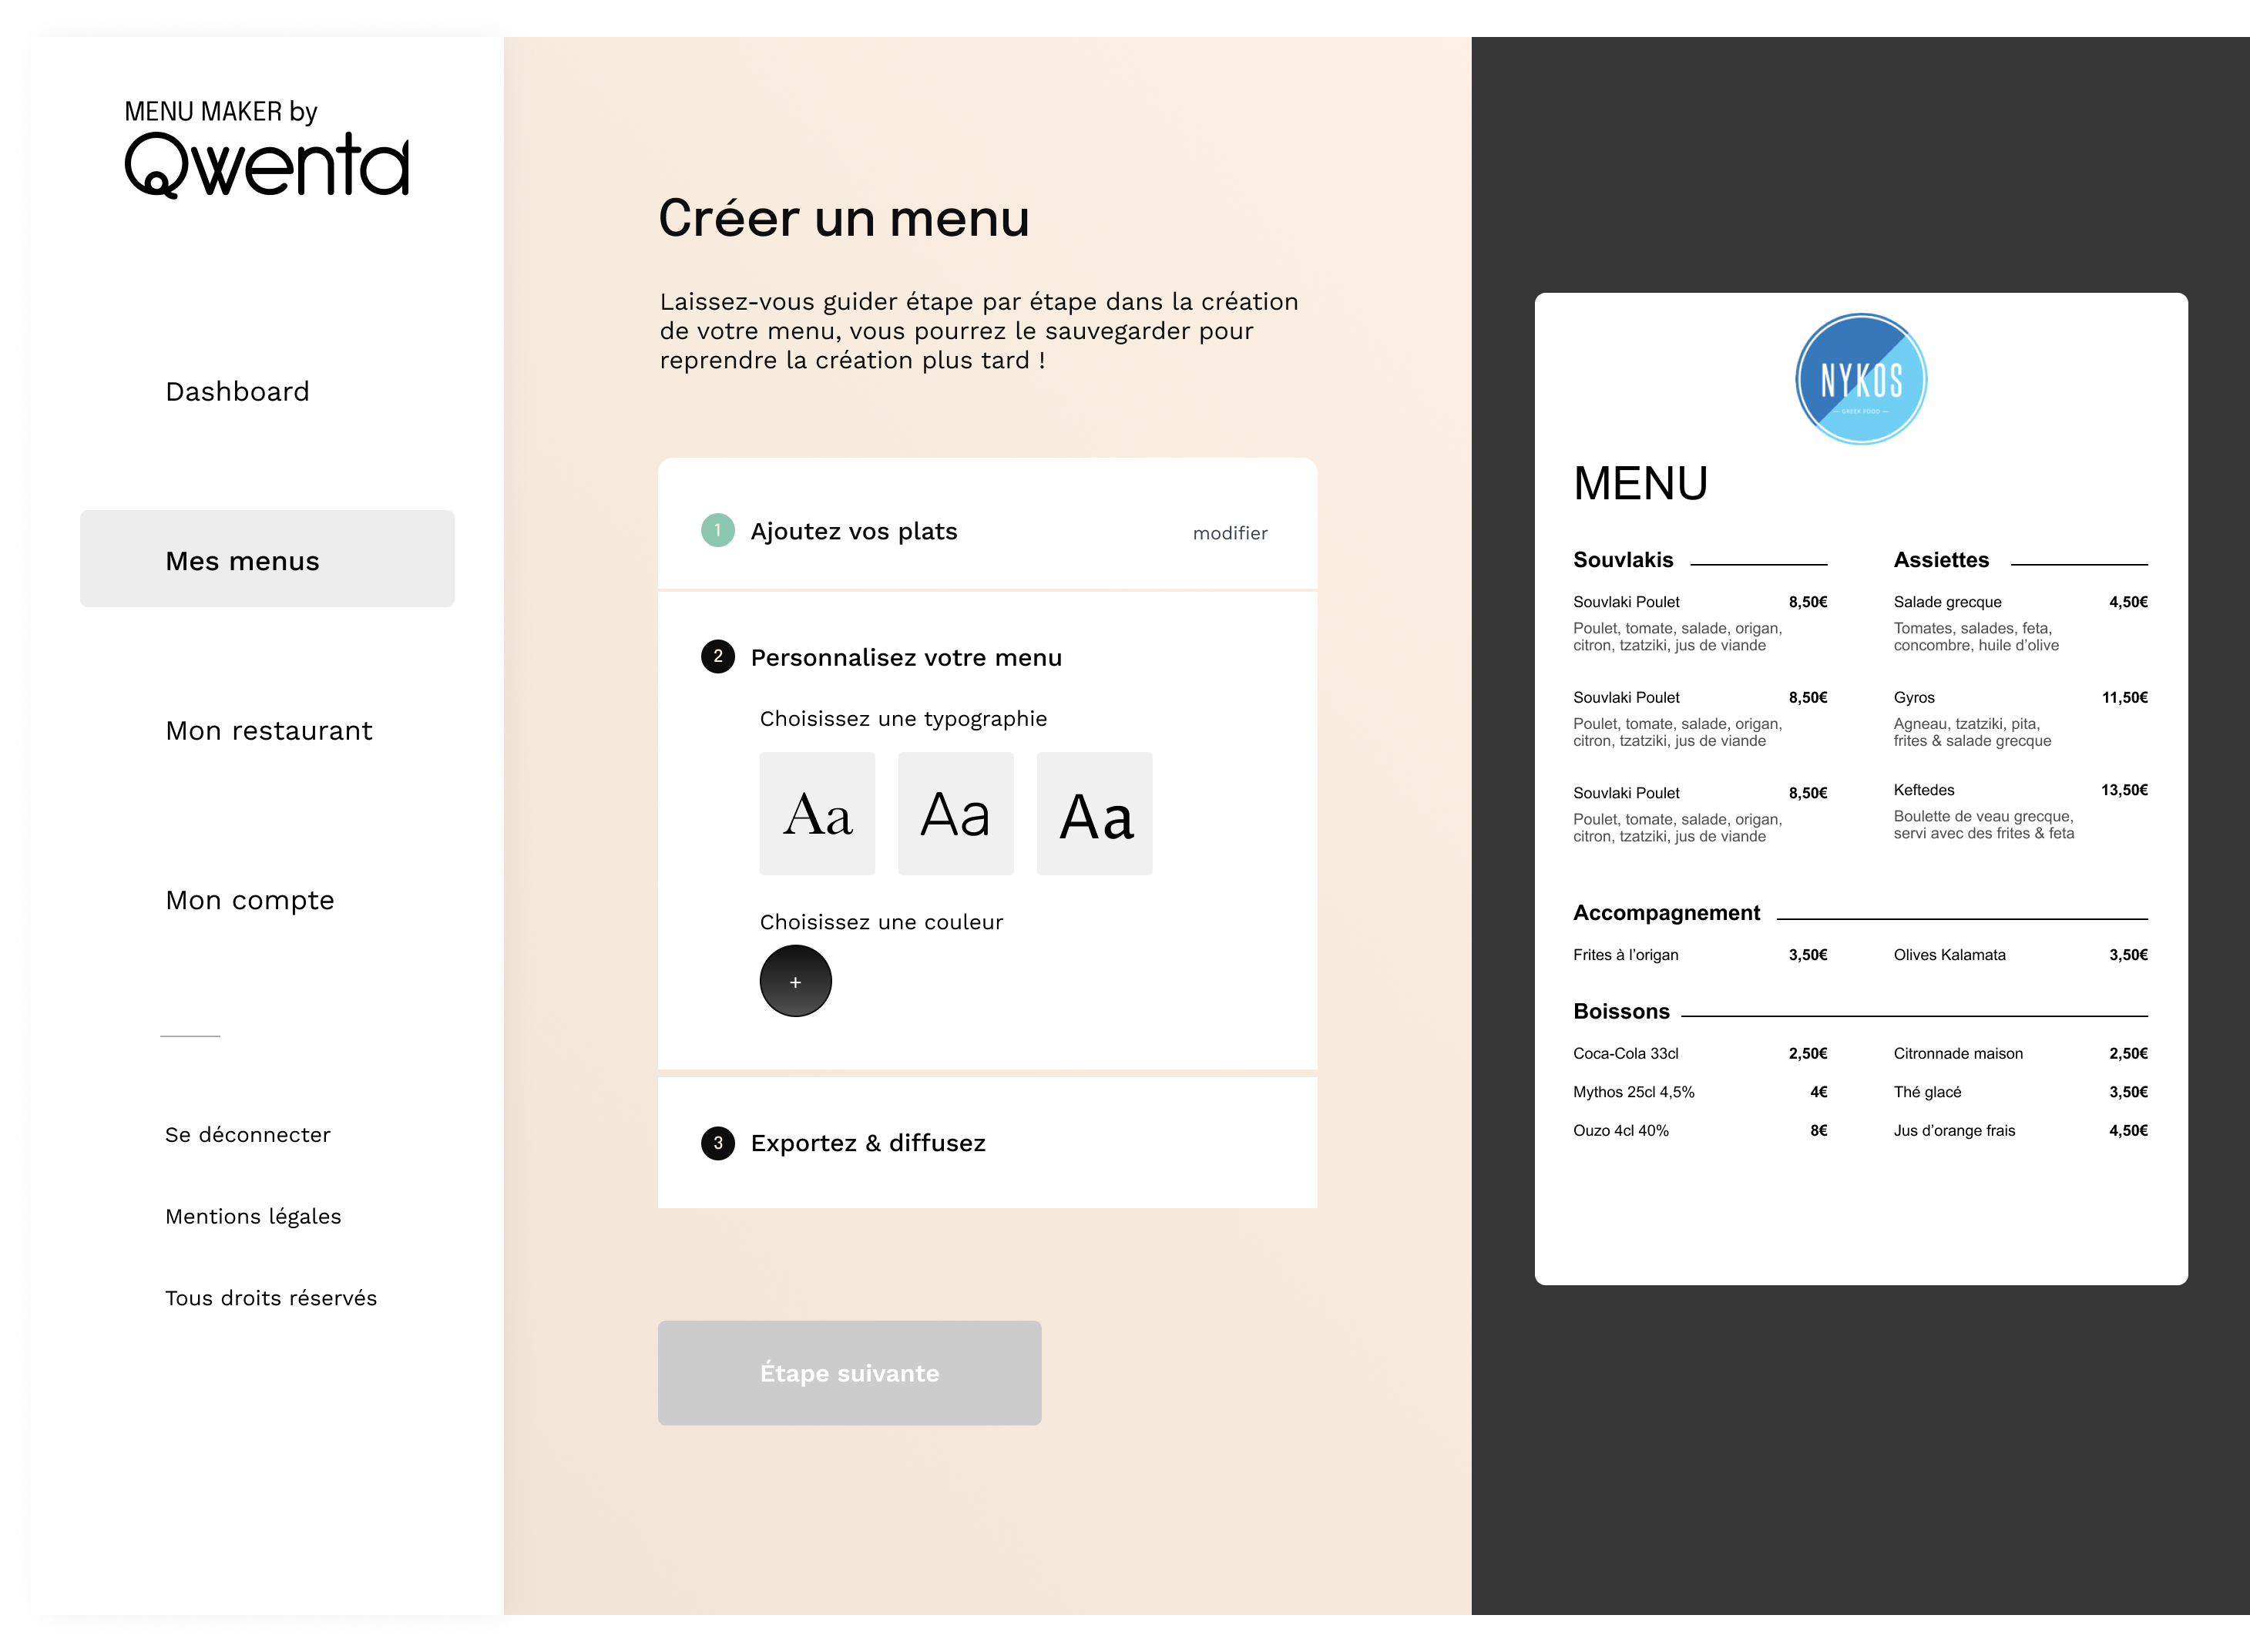 MENU MAKER by
Qwenta
Dashboard
Mes menus
Mon restaurant
Mon compte
Se déconnecter
Mentions légales
Tous droits réservés
Créer un menu
Laissez-vous guider étape par étape dans la création
de votre menu, vous pourrez le sauvegarder pour
reprendre la création plus tard !
1 Ajoutez vos plats modifier
2 Personnalisez votre menu
Choisissez une typographie
Aa Aa Aa
Choisissez une couleur
+
3 Exportez & diffusez
Étape suivante
NYKOS
— GREEK FOOD —
MENU
Souvlakis
Souvlaki Poulet 8,50€
Poulet, tomate, salade, origan,
citron, tzatziki, jus de viande
Souvlaki Poulet 8,50€
Poulet, tomate, salade, origan,
citron, tzatziki, jus de viande
Souvlaki Poulet 8,50€
Poulet, tomate, salade, origan,
citron, tzatziki, jus de viande
Assiettes
Salade grecque 4,50€
Tomates, salades, feta,
concombre, huile d’olive
Gyros 11,50€
Agneau, tzatziki, pita,
frites & salade grecque
Keftedes 13,50€
Boulette de veau grecque,
servi avec des frites & feta
Accompagnement
Frites à l’origan 3,50€
Olives Kalamata 3,50€
Boissons
Coca-Cola 33cl 2,50€
Mythos 25cl 4,5% 4€
Ouzo 4cl 40% 8€
Citronnade maison 2,50€
Thé glacé 3,50€
Jus d’orange frais 4,50€